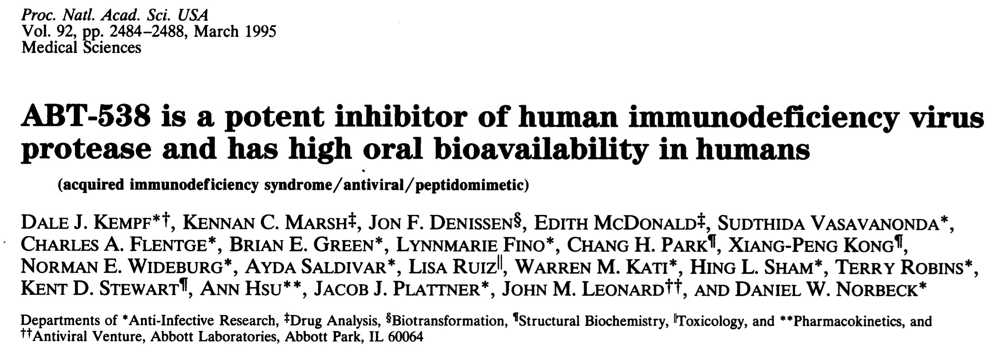 Proc. Natl. Acad. Sci. USA
Vol. 92, pp. 2484–2488, March 1995
Medical Sciences
ABT-538 is a potent inhibitor of human immunodeficiency virus
protease and has high oral bioavailability in humans
(acquired immunodeficiency syndrome/antiviral/peptidomimetic)
DALE J. KEMPF*†, KENNAN C. MARSH‡, JON F. DENISSEN§, EDITH MCDONALD‡, SUDTHIDA VASAVANONDA*,
CHARLES A. FLENTGE*, BRIAN E. GREEN*, LYNNMARIE FINO*, CHANG H. PARK¶, XIANG-PENG KONG¶,
NORMAN E. WIDEBURG*, AYDA SALDIVAR*, LISA RUIZ‖, WARREN M. KATI*, HING L. SHAM*, TERRY ROBINS*,
KENT D. STEWART¶, ANN HSU**, JACOB J. PLATTNER*, JOHN M. LEONARD††, AND DANIEL W. NORBECK*
Departments of *Anti-Infective Research, ‡Drug Analysis, §Biotransformation, ¶Structural Biochemistry, ‖Toxicology, and **Pharmacokinetics, and
††Antiviral Venture, Abbott Laboratories, Abbott Park, IL 60064